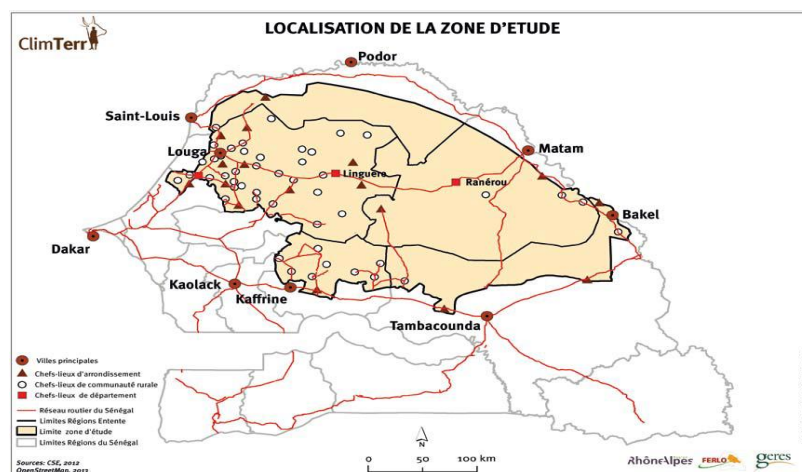 ClimTerr
LOCALISATION DE LA ZONE D'ETUDE
Podor
Saint-Louis
Louga
Matam
Linguère
Ranérou
Bakel
Dakar
Kaolack
Kaffrine
Tambacounda
Villes principales
Chefs-lieux d'arrondissement
Chefs-lieux de communauté rurale
Chefs-lieux de département
Réseau routier du Sénégal
Limites Régions Entente
Limite zone d'étude
Limites Régions du Sénégal
Sources: CSE, 2012
OpenStreetMap, 2013
N
0 50 100 km
RhôneAlpes
FERLO
geres